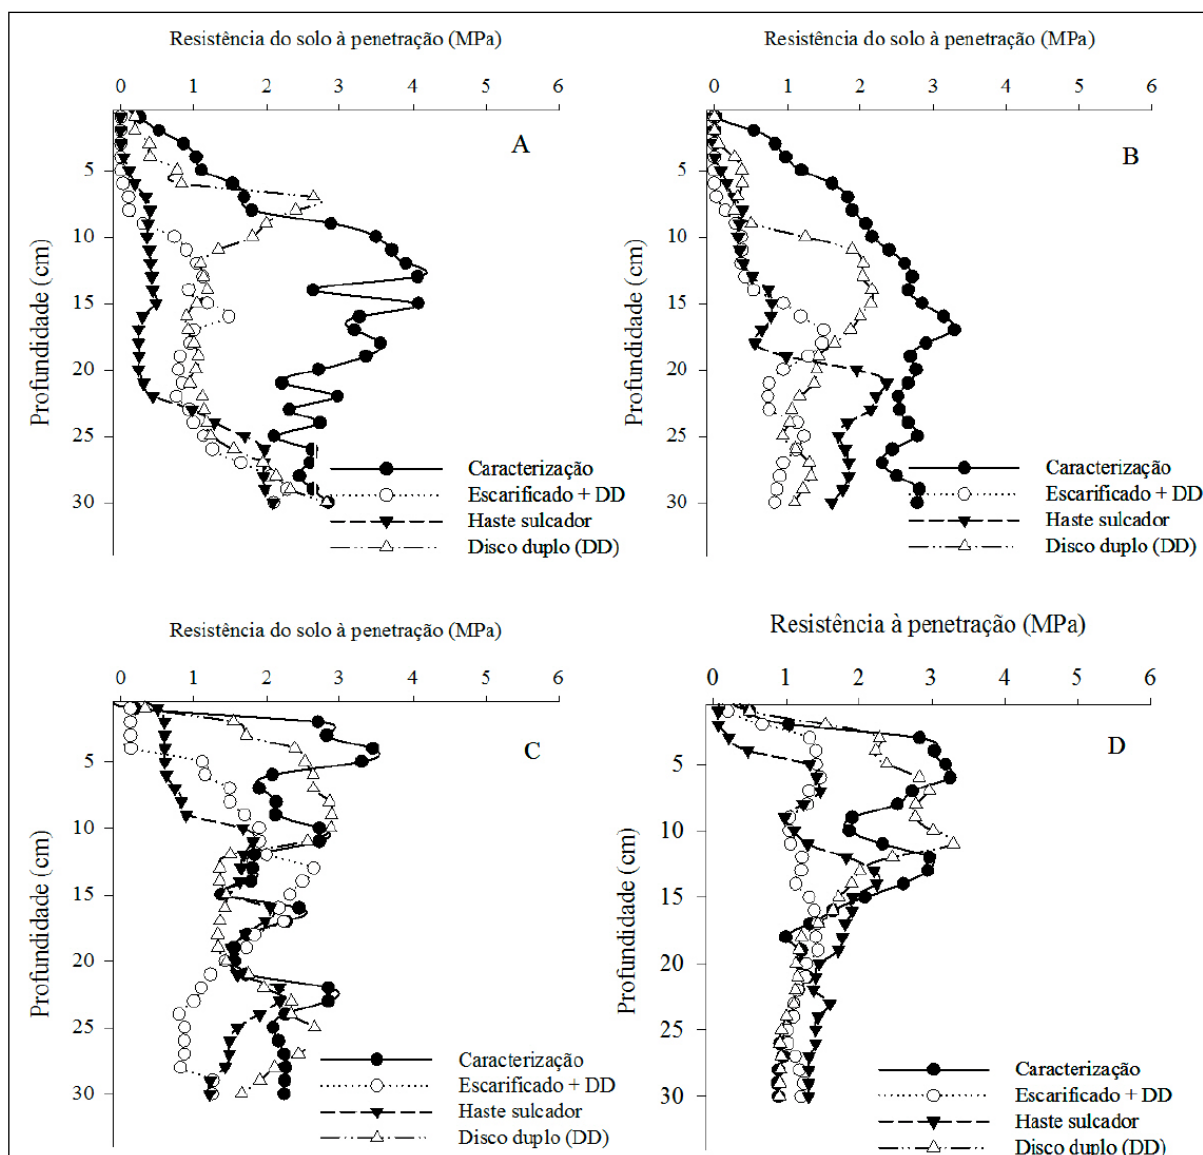 Resistência do solo à penetração (MPa)
0 1 2 3 4 5 6
A
Profundidade (cm)
5
10
15
20
25
30
Caracterização
Escarificado + DD
Haste sulcador
Disco duplo (DD)
Resistência do solo à penetração (MPa)
0 1 2 3 4 5 6
B
Profundidade (cm)
5
10
15
20
25
30
Caracterização
Escarificado + DD
Haste sulcador
Disco duplo (DD)
Resistência do solo à penetração (MPa)
0 1 2 3 4 5 6
C
Profundidade (cm)
5
10
15
20
25
30
Caracterização
Escarificado + DD
Haste sulcador
Disco duplo (DD)
Resistência à penetração (MPa)
0 1 2 3 4 5 6
D
Profundidade (cm)
5
10
15
20
25
30
Caracterização
Escarificado + DD
Haste sulcador
Disco duplo (DD)